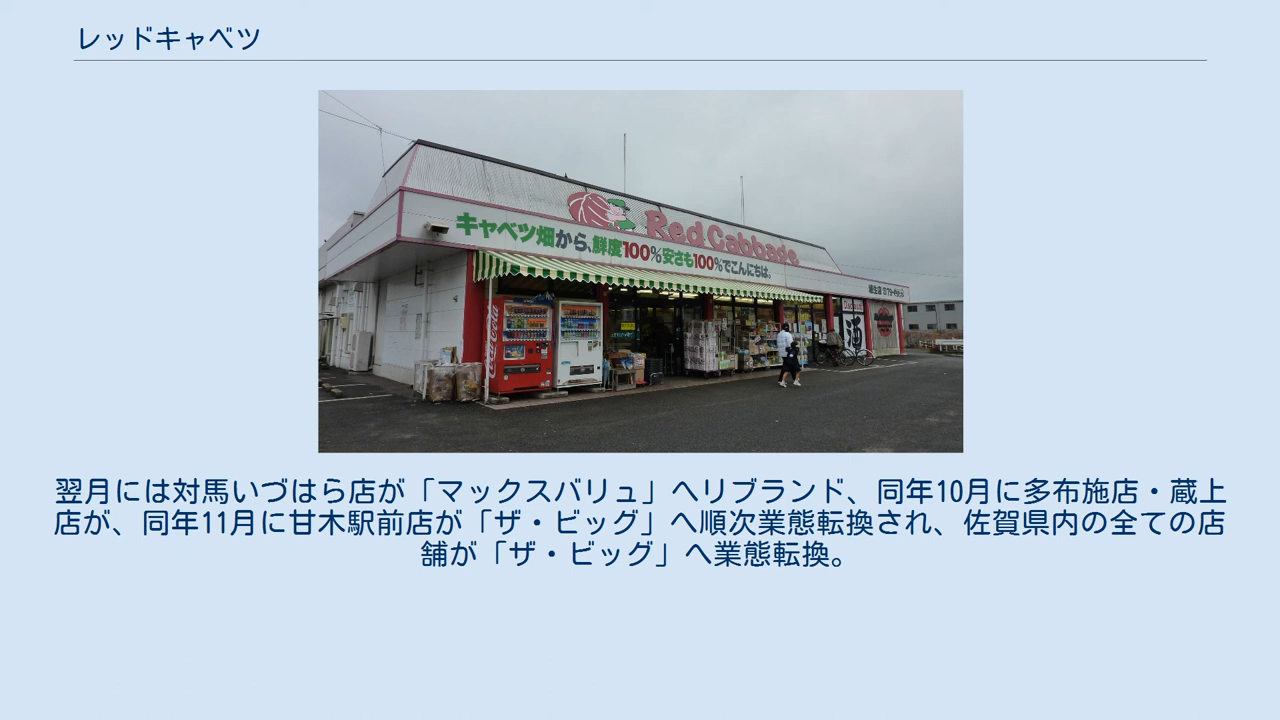 レッドキャベツ
Red Cabbage
キャベツ畑から、鮮度100%安さも100%でこんにちは。
Coca-Cola
酒
翌月には対馬いづはら店が「マックスバリュ」へリブランド、同年10月に多布施店・蔵上
店が、同年11月に甘木駅前店が「ザ・ビッグ」へ順次業態転換され、佐賀県内の全ての店
舗が「ザ・ビッグ」へ業態転換。